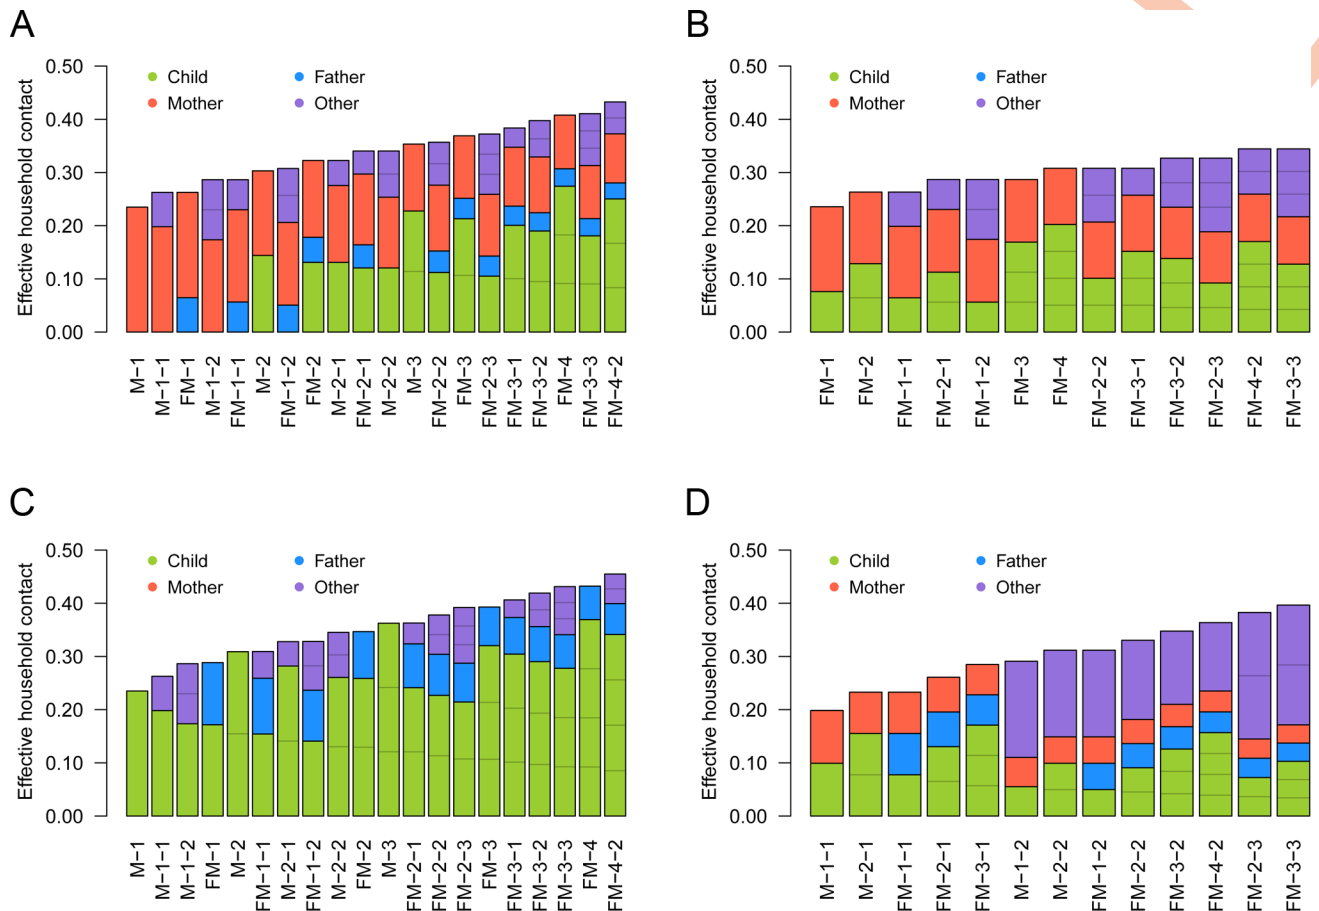 A
Effective household contact
0.50
0.40
0.30
0.20
0.10
0.00
Child
Father
Mother
Other
M−1
M−1−1
FM−1
M−1−2
FM−1−1
M−2
FM−1−2
FM−2
M−2−1
FM−2−1
M−2−2
M−3
FM−2−2
FM−3
FM−2−3
FM−3−1
FM−3−2
FM−4
FM−3−3
FM−4−2
B
Effective household contact
0.50
0.40
0.30
0.20
0.10
0.00
Child
Father
Mother
Other
FM−1
FM−2
FM−1−1
FM−2−1
FM−1−2
FM−3
FM−4
FM−2−2
FM−3−1
FM−3−2
FM−2−3
FM−4−2
FM−3−3
C
Effective household contact
0.50
0.40
0.30
0.20
0.10
0.00
Child
Father
Mother
Other
M−1
M−1−1
M−1−2
FM−1
M−2
FM−1−1
M−2−1
FM−1−2
M−2−2
FM−2
M−3
FM−2−1
FM−2−2
FM−2−3
FM−3
FM−3−1
FM−3−2
FM−3−3
FM−4
FM−4−2
D
Effective household contact
0.50
0.40
0.30
0.20
0.10
0.00
Child
Father
Mother
Other
M−1−1
M−2−1
FM−1−1
FM−2−1
FM−3−1
M−1−2
M−2−2
FM−1−2
FM−2−2
FM−3−2
FM−4−2
FM−2−3
FM−3−3